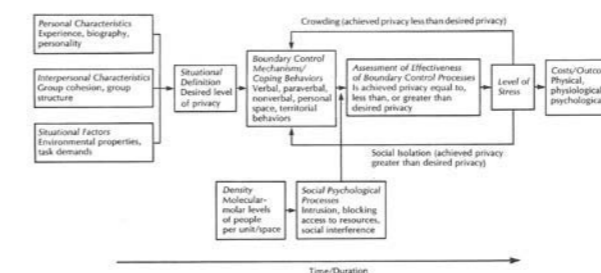 Crowding (achieved privacy less than desired privacy)
Personal Characteristics
Experience, biography,
personality
Interpersonal Characteristics
Group cohesion, group
structure
Situational Factors
Environmental properties,
task demands
Situational
Definition
Desired level
of privacy
Boundary Control
Mechanisms/
Coping Behaviors
Verbal, paraverbal,
nonverbal, personal
space, territorial
behaviors
Assessment of Effectiveness
of Boundary Control Processes
Is achieved privacy equal to,
less than, or greater than
desired privacy
Level of
Stress
Costs/Outco
Physical,
physiological
psychological
Social Isolation (achieved privacy
greater than desired privacy)
Density
Molecular-
molar levels
of people
per unit/space
Social Psychological
Processes
Intrusion, blocking
access to resources,
social interference
Time/Duration